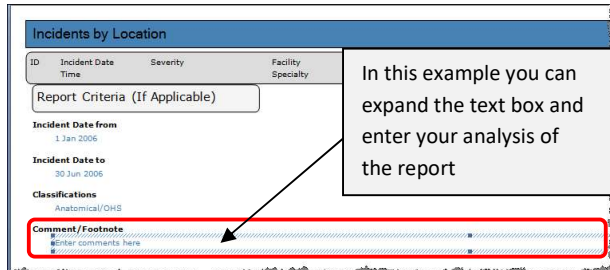 Incidents by Location
ID Incident Date Time Severity Facility Specialty
Report Criteria (If Applicable)
Incident Date from
1 Jan 2006
Incident Date to
30 Jun 2006
Classifications
Anatomical/OHS
Comment/Footnote
Enter comments here
In this example you can
expand the text box and
enter your analysis of
the report